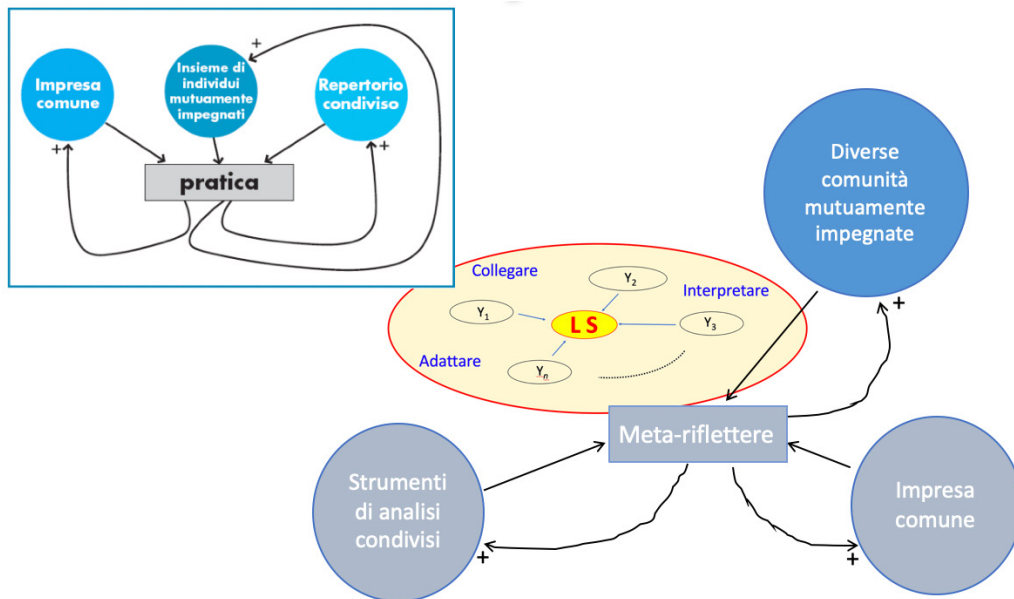 +
Impresa
comune
+
Insieme di
individui
mutuamente
impegnati
Repertorio
condiviso
+
pratica
Diverse
comunità
mutuamente
impegnate
+
Collegare
Y2
Interpretare
Y1
L S
Y3
Adattare
Yn
Meta-riflettere
Strumenti
di analisi
condivisi
+
Impresa
comune
+